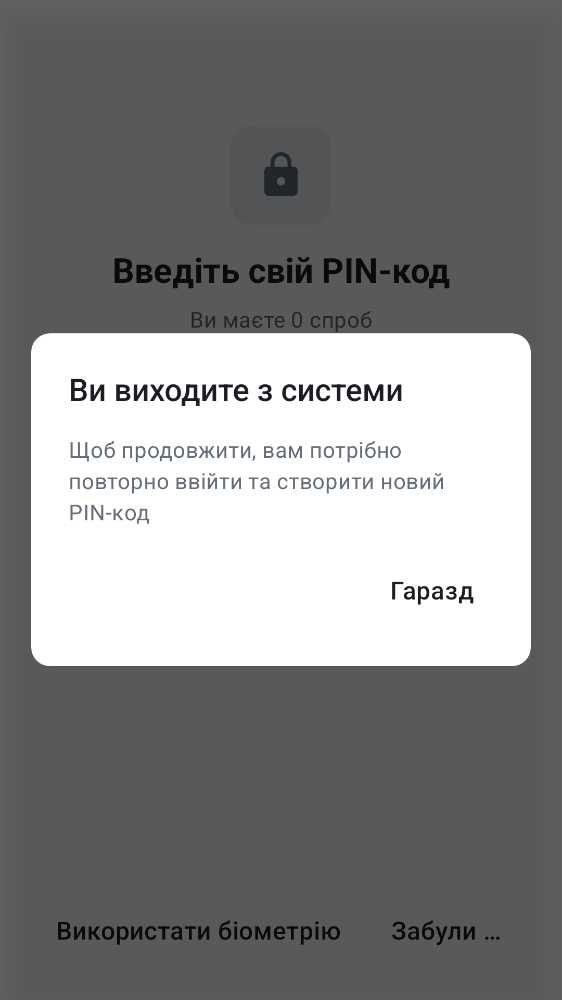 Введіть свій PIN-код
Ви маєте 0 спроб
Ви виходите з системи
Щоб продовжити, вам потрібно
повторно ввійти та створити новий
PIN-код
Гаразд
Використати біометрію
Забули ...